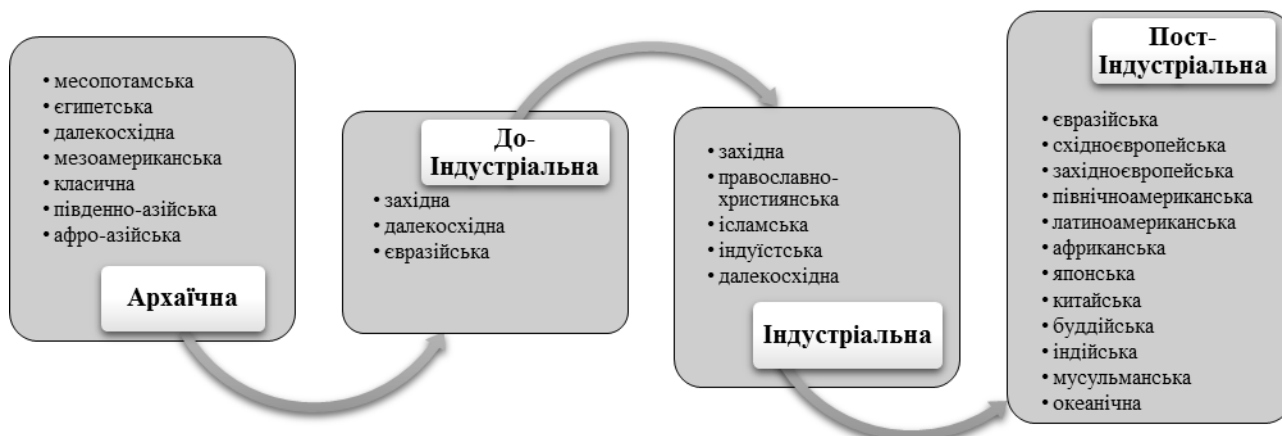 • месопотамська
• єгипетська
• далекосхідна
• мезоамериканська
• класична
• південно-азійська
• афро-азійська
Архаїчна
До-
Індустріальна
• західна
• далекосхідна
• євразійська
• західна
• православно-
християнська
• ісламська
• індуїстська
• далекосхідна
Індустріальна
Пост-
Індустріальна
• євразійська
• східноєвропейська
• західноєвропейська
• північноамериканська
• латиноамериканська
• африканська
• японська
• китайська
• буддійська
• індійська
• мусульманська
• океанічна